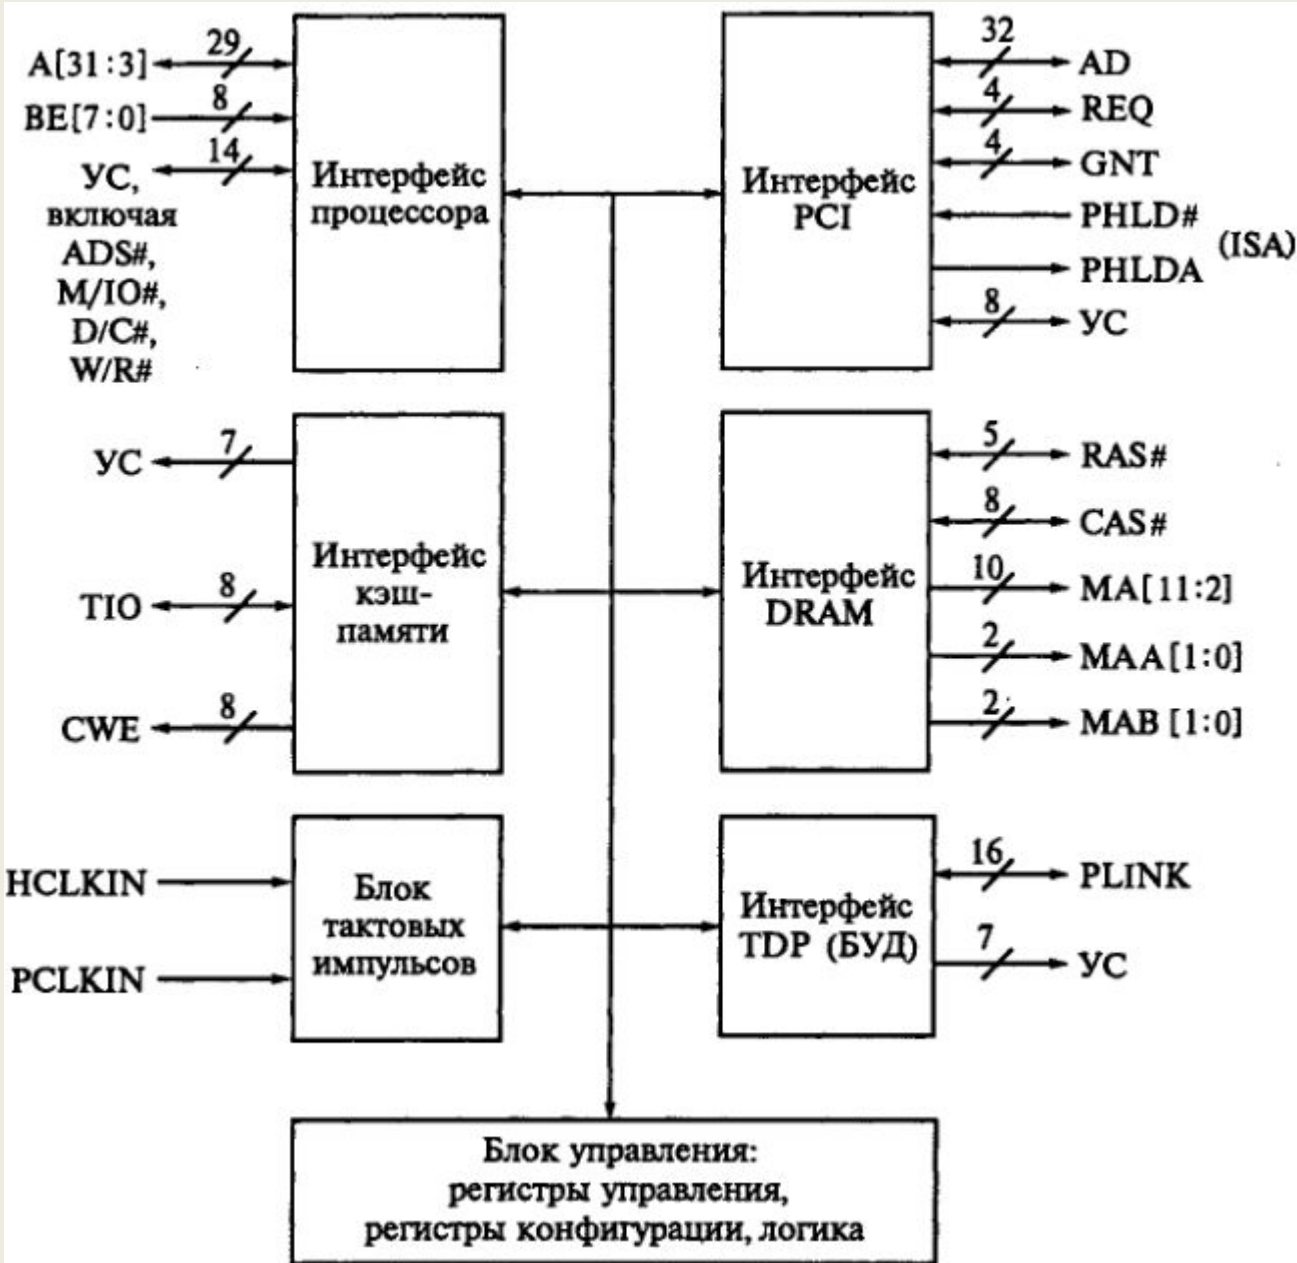 29
A[31:3]
8
BE[7:0]
14
УС,
включая
ADS#,
M/IO#,
D/C#,
W/R#
Интерфейс
процессора
Интерфейс
PCI
32
AD
4
REQ
4
GNT
PHLD#
(ISA)
PHLDA
8
УС
7
УС
8
TIO
8
CWE
Интерфейс
кэш-
памяти
Интерфейс
DRAM
5
RAS#
8
CAS#
10
MA[11:2]
2
MAA[1:0]
2
MAB [1:0]
HCLKIN
PCLKIN
Блок
тактовых
импульсов
Интерфейс
TDP (БУД)
16
PLINK
7
УС
Блок управления:
регистры управления,
регистры конфигурации, логика